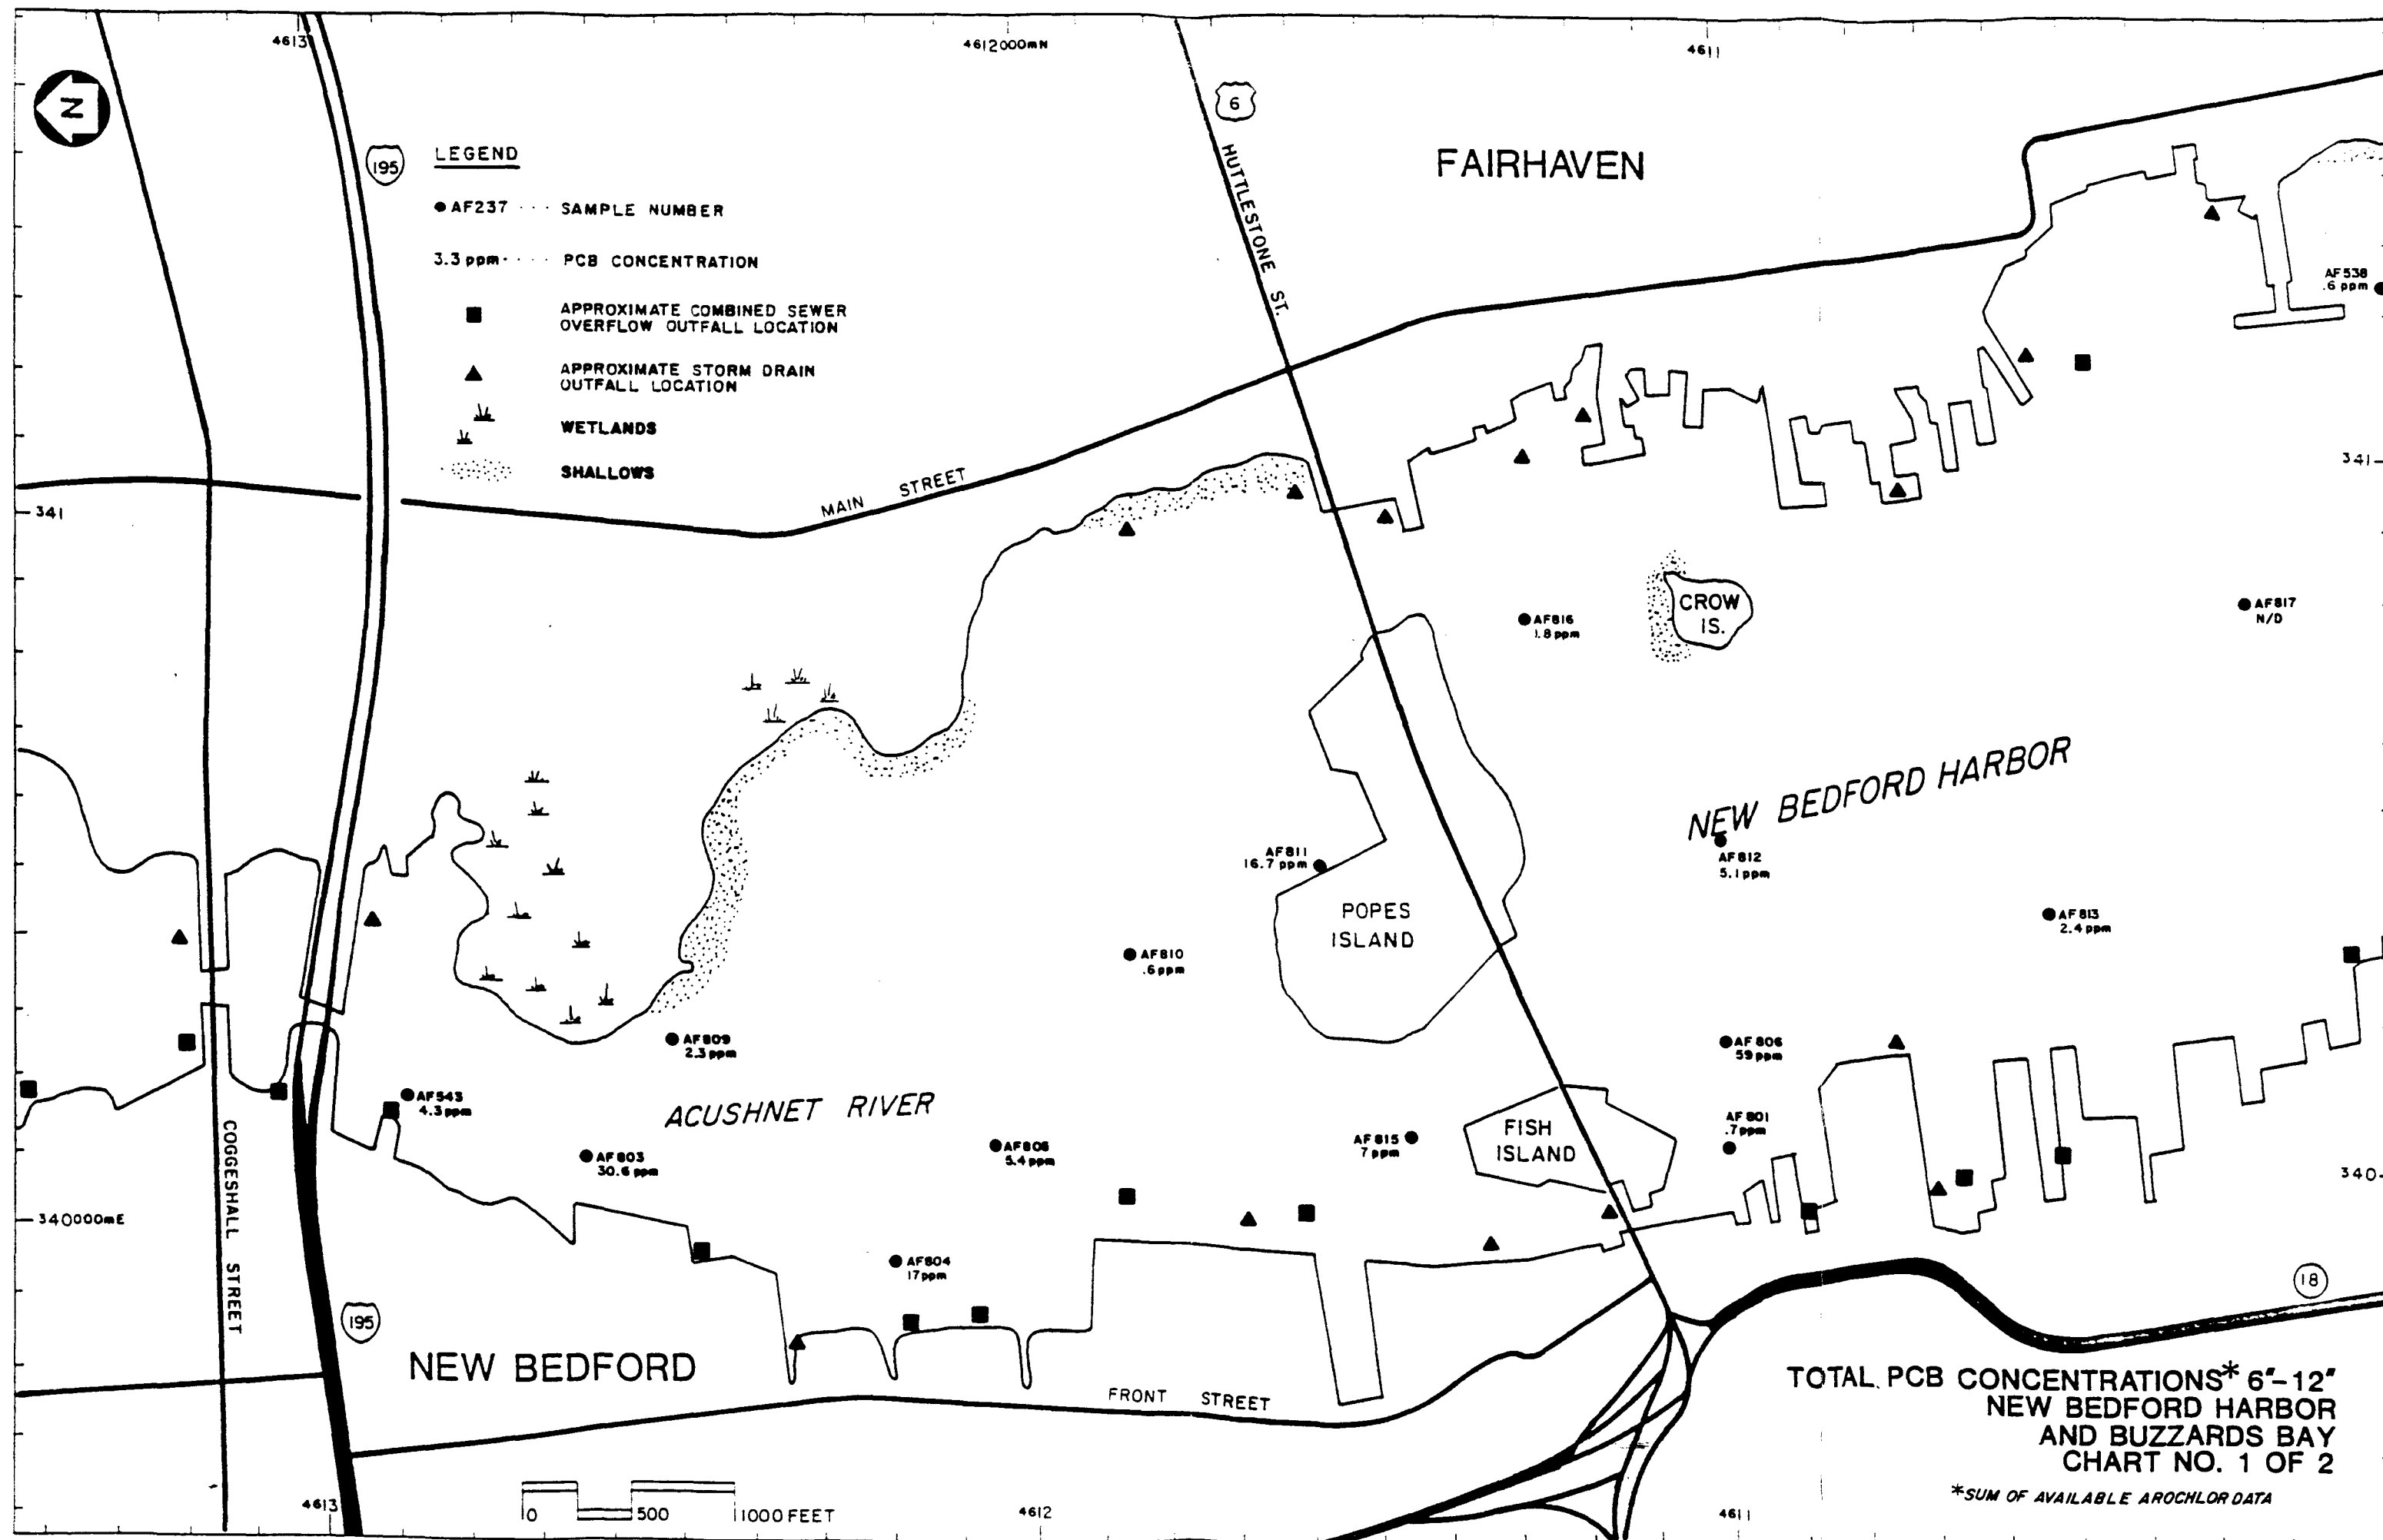 4613
4612000mN
4611
N
6
195
LEGEND
AF237 ···· SAMPLE NUMBER
3.3 ppm ····· PCB CONCENTRATION
APPROXIMATE COMBINED SEWER
OVERFLOW OUTFALL LOCATION
APPROXIMATE STORM DRAIN
OUTFALL LOCATION
WETLANDS
SHALLOWS
FAIRHAVEN
HUTTLESTONE ST.
AF538
.6 ppm
341
341
MAIN STREET
CROW
IS.
AF816
1.8 ppm
AF817
N/D
NEW BEDFORD HARBOR
AF811
16.7 ppm
AF812
5.1 ppm
POPES
ISLAND
AF813
2.4 ppm
AF810
.6 ppm
AF809
2.3 ppm
AF806
59 ppm
AF543
4.3 ppm
ACUSHNET RIVER
AF801
.7 ppm
FISH
ISLAND
AF815
7 ppm
5.4 ppm
AF803
30.6 ppm
340
340000mE
COGGESHALL STREET
AF804
17 ppm
18
195
NEW BEDFORD
FRONT STREET
TOTAL PCB CONCENTRATIONS* 6"-12"
NEW BEDFORD HARBOR
AND BUZZARDS BAY
CHART NO. 1 OF 2
*SUM OF AVAILABLE AROCHLOR DATA
0 500 1000 FEET
4613
4612
4611